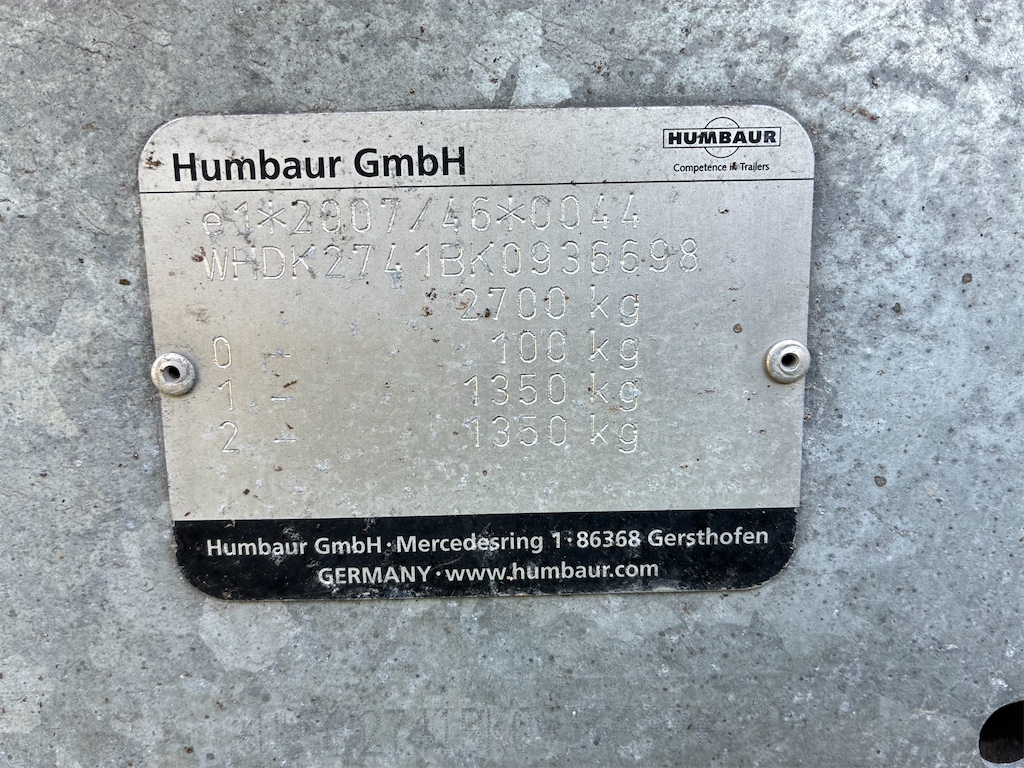 Humbaur GmbH
HUMBAUR
Competence in Trailers
e1*2007/46*0044
WHDK2741BK0936698
2700 kg
0 - 100 kg
1 - 1350 kg
2 - 1350 kg
Humbaur GmbH · Mercedesring 1 · 86368 Gersthofen
GERMANY · www.humbaur.com